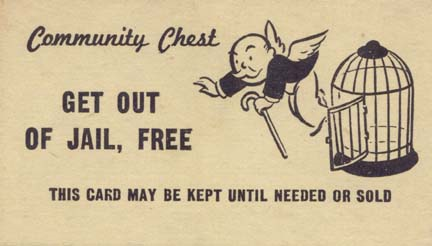 Community Chest
GET OUT
OF JAIL, FREE
THIS CARD MAY BE KEPT UNTIL NEEDED OR SOLD